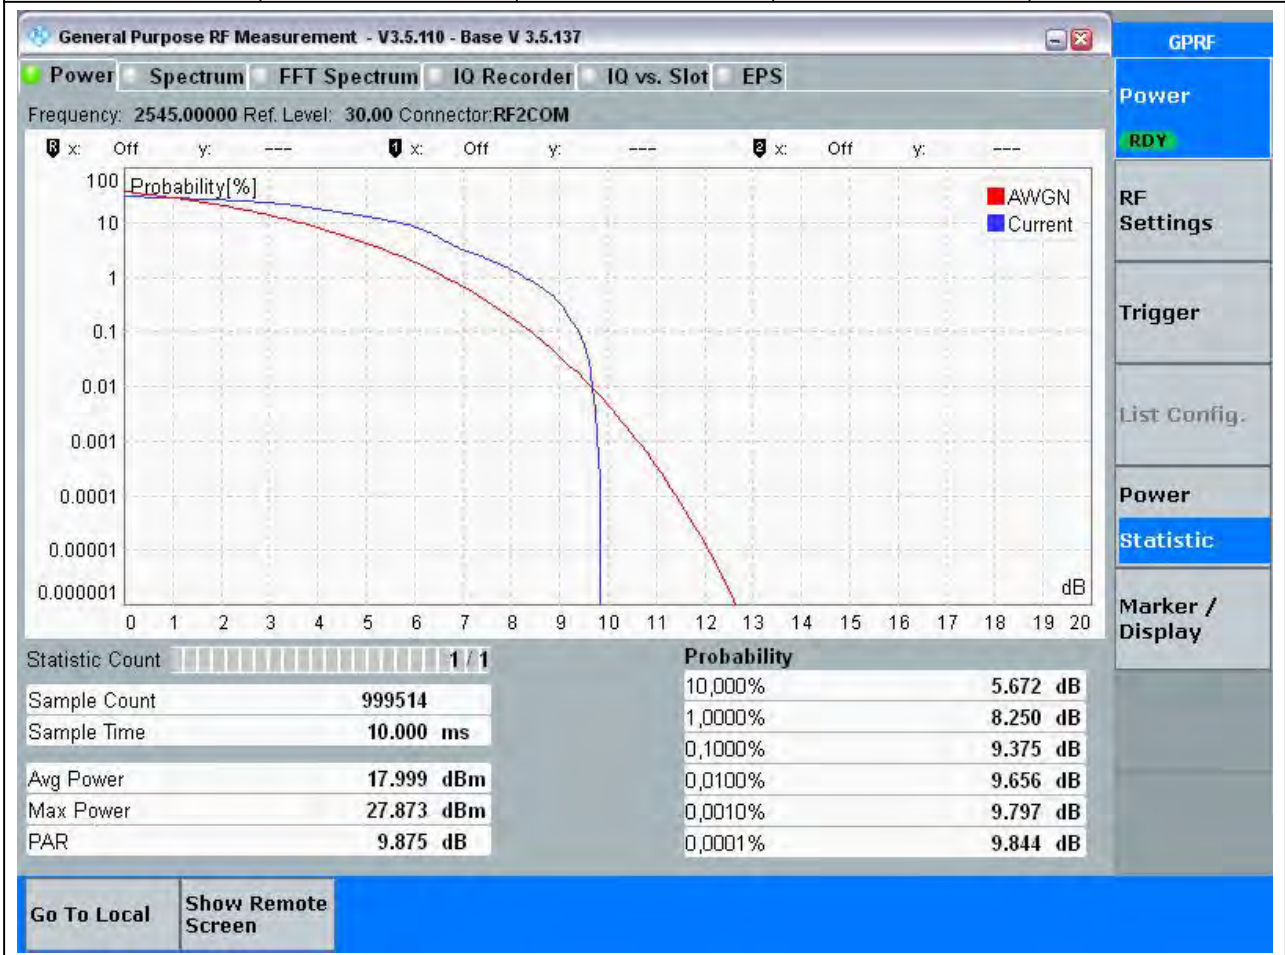 General Purpose RF Measurement - V3.5.110 - Base V 3.5.137
GPRF
Power Spectrum FFT Spectrum IQ Recorder IQ vs. Slot EPS
Frequency: 2545.00000 Ref. Level: 30.00 Connector:RF2COM
R x: Off y: --- 1 x: Off y: --- 2 x: Off y: ---
Probability[%]
AWGN
Current
100
10
1
0.1
0.01
0.001
0.0001
0.00001
0.000001
dB
0 1 2 3 4 5 6 7 8 9 10 11 12 13 14 15 16 17 18 19 20
Statistic Count 1 / 1
Sample Count 999514
Sample Time 10.000 ms
Avg Power 17.999 dBm
Max Power 27.873 dBm
PAR 9.875 dB
Probability
10,000% 5.672 dB
1,0000% 8.250 dB
0,1000% 9.375 dB
0,0100% 9.656 dB
0,0010% 9.797 dB
0,0001% 9.844 dB
Power
RDY
RF
Settings
Trigger
List Config.
Power
Statistic
Marker /
Display
Go To Local
Show Remote
Screen